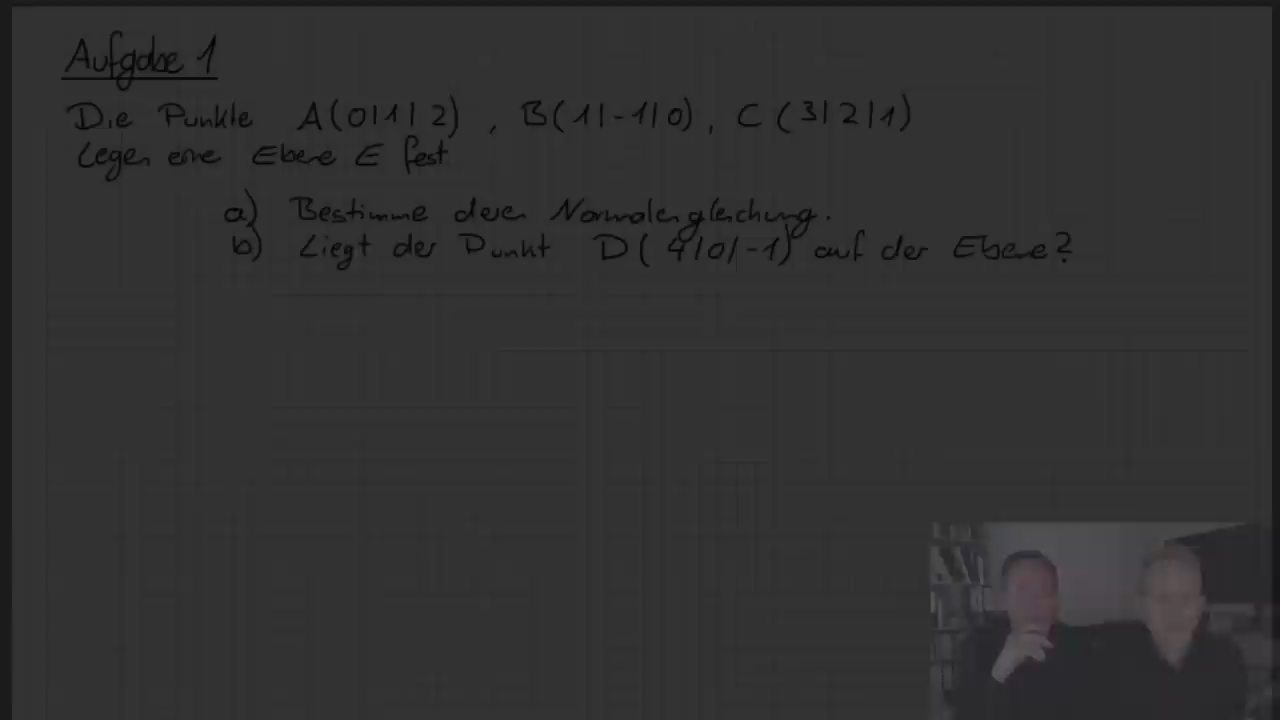 Aufgabe 1
Die Punkte A(0|1|2), B(1|-1|0), C(3|2|1)
legen eine Ebene E fest
a) Bestimme deren Normalengleichung.
b) Liegt der Punkt D(4|0|-1) auf der Ebene?